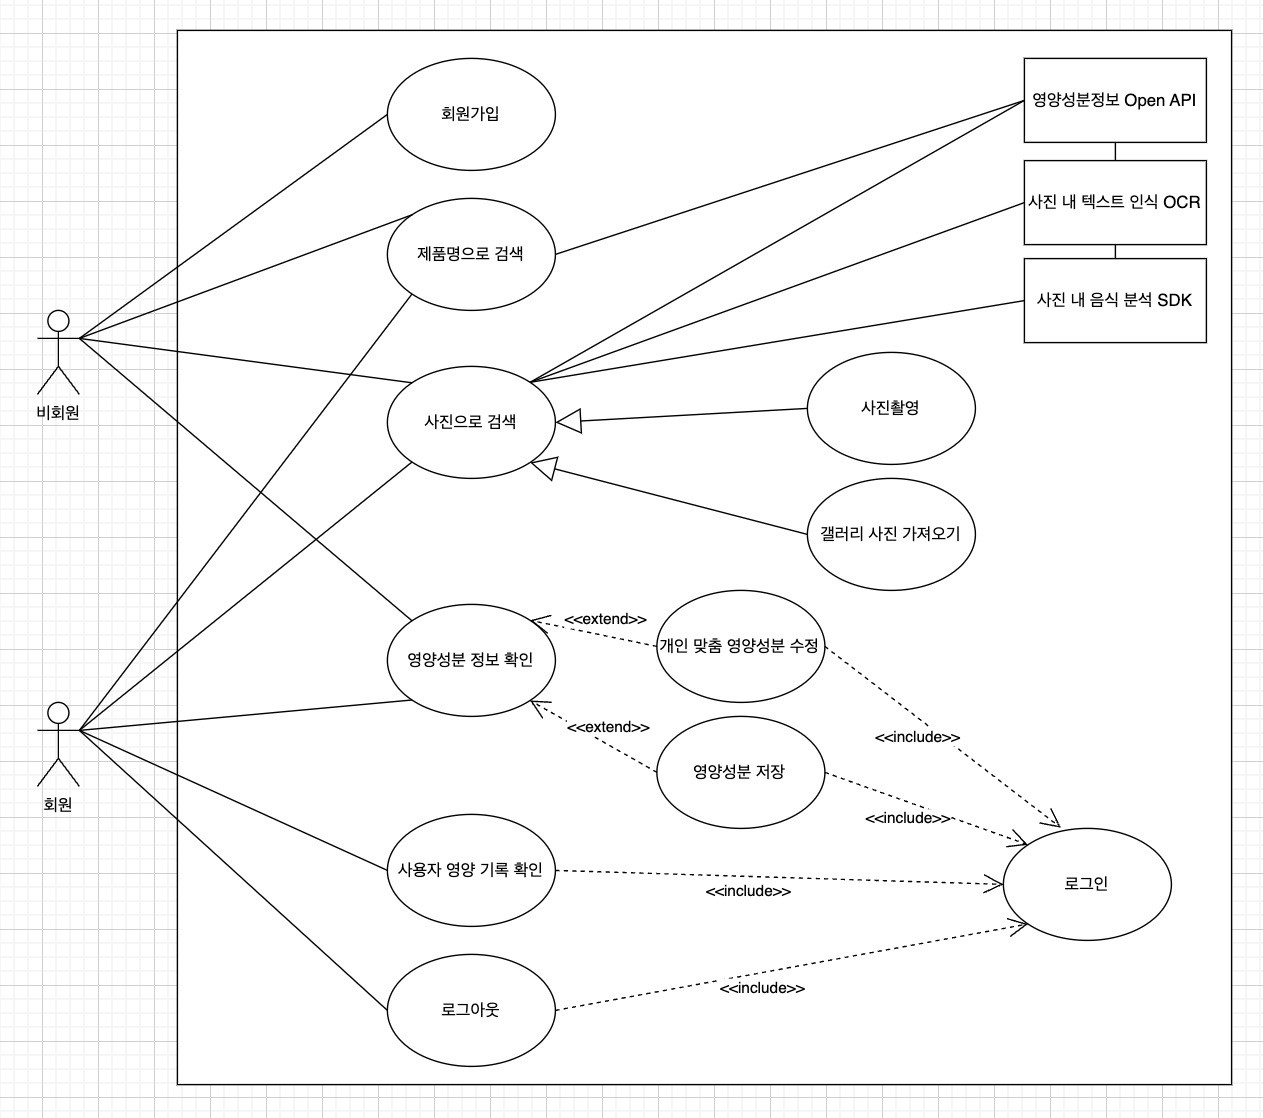 회원가입
영양성분정보 Open API
제품명으로 검색
사진 내 텍스트 인식 OCR
사진 내 음식 분석 SDK
비회원
사진으로 검색
사진촬영
갤러리 사진 가져오기
<<extend>>
개인 맞춤 영양성분 수정
영양성분 정보 확인
<<extend>>
<<include>>
영양성분 저장
회원
<<include>>
사용자 영양 기록 확인
<<include>>
로그인
<<include>>
로그아웃